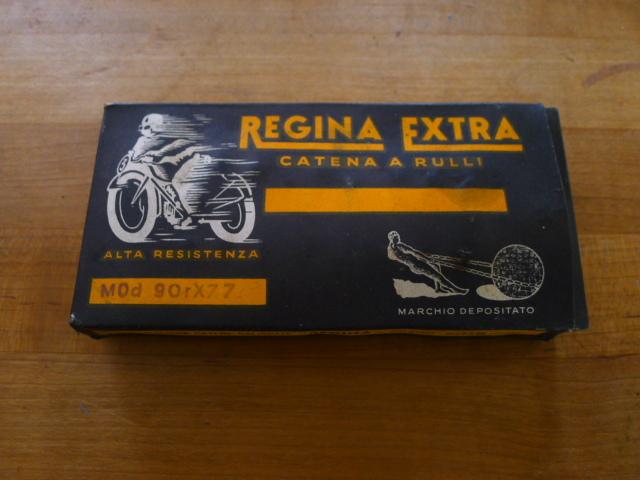 REGINA EXTRA
CATENA A RULLI
ALTA RESISTENZA
MOd 90rX77
MARCHIO DEPOSITATO